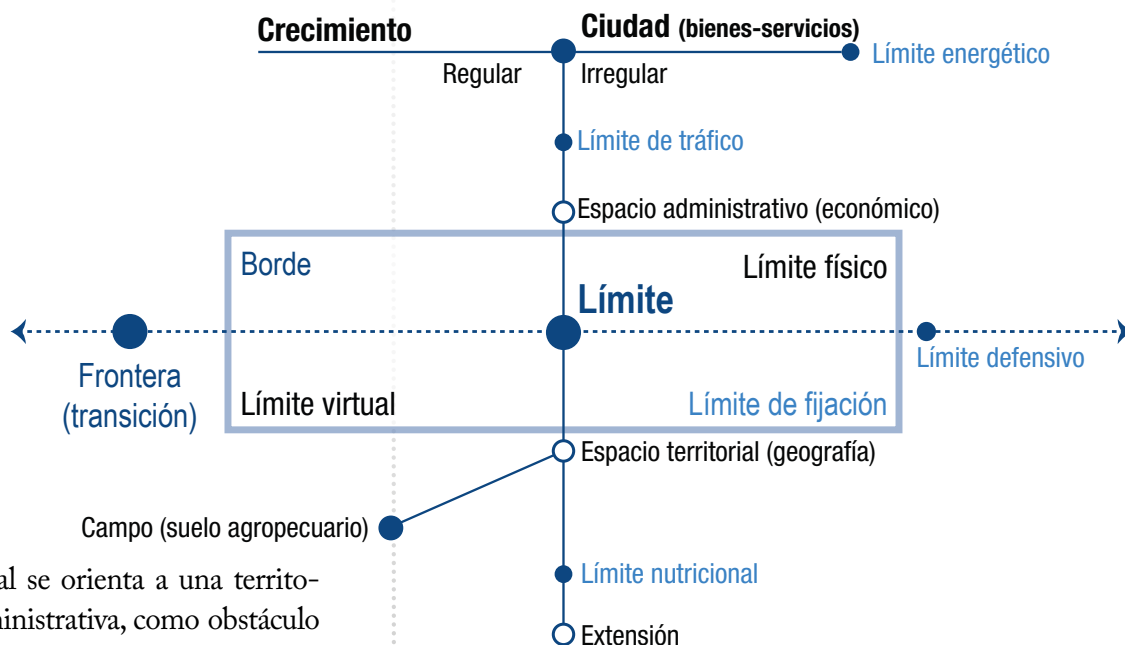 Crecimiento
Ciudad (bienes-servicios)
Límite energético
Regular
Irregular
Límite de tráfico
Espacio administrativo (económico)
Borde
Límite físico
Límite
Límite defensivo
Frontera
(transición)
Límite virtual
Límite de fijación
Espacio territorial (geografía)
Campo (suelo agropecuario)
al se orienta a una territo-
ministrativa, como obstáculo
Límite nutricional
Extensión